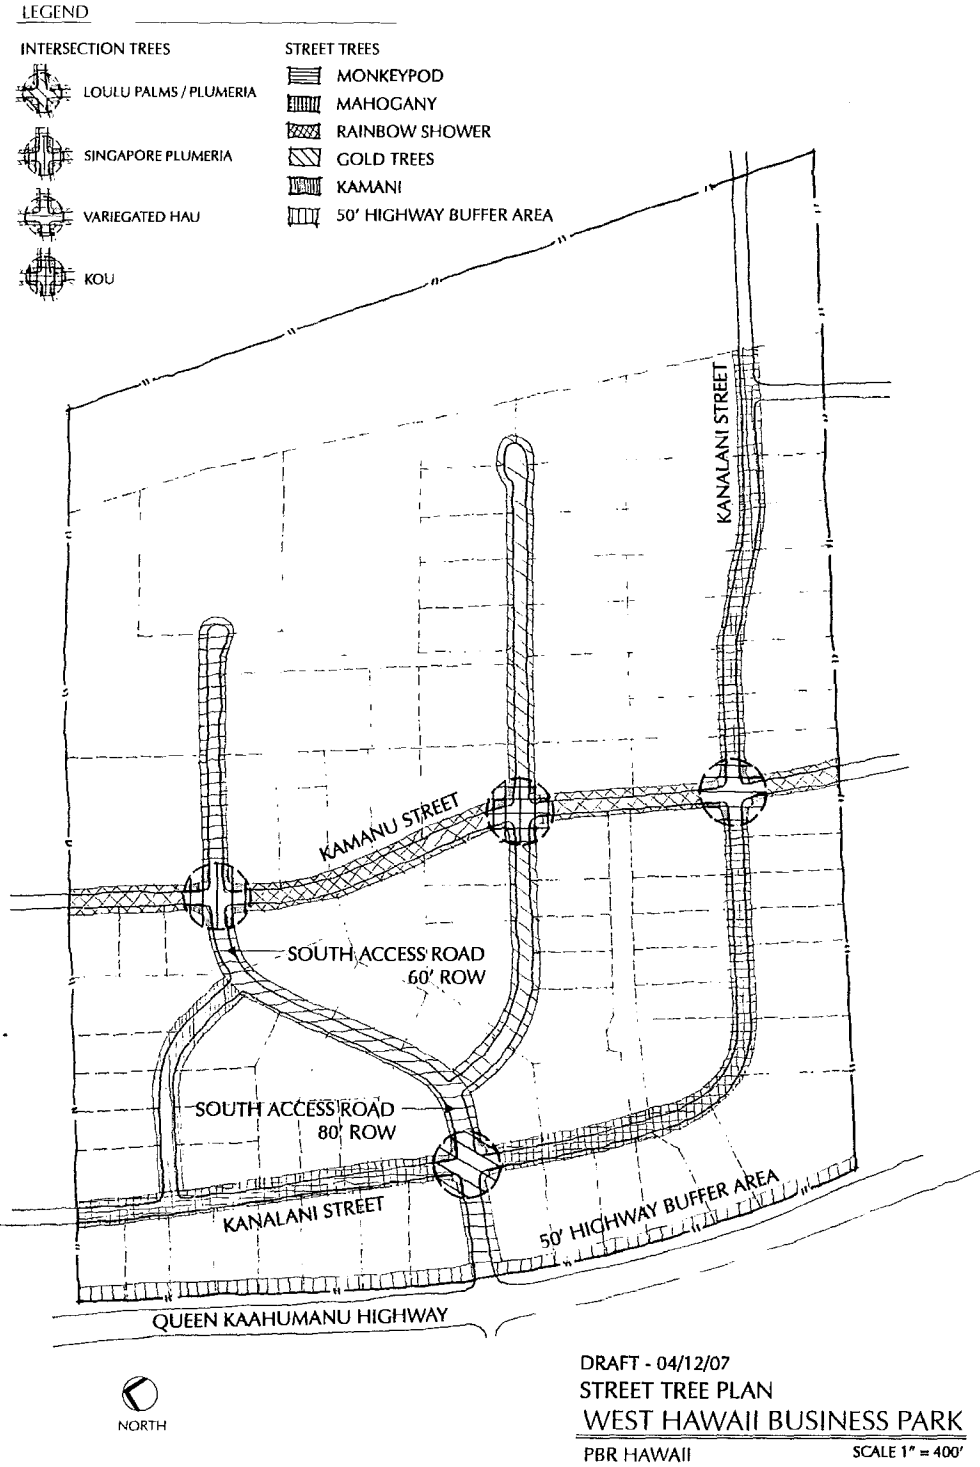 LEGEND
INTERSECTION TREES
LOULU PALMS / PLUMERIA
SINGAPORE PLUMERIA
VARIEGATED HAU
KOU
STREET TREES
MONKEYPOD
MAHOGANY
RAINBOW SHOWER
GOLD TREES
KAMANI
50' HIGHWAY BUFFER AREA
KANALANI STREET
KAMANU STREET
SOUTH ACCESS ROAD
60' ROW
SOUTH ACCESS ROAD
80' ROW
KANALANI STREET
50' HIGHWAY BUFFER AREA
QUEEN KAAHUMANU HIGHWAY
NORTH
DRAFT - 04/12/07
STREET TREE PLAN
WEST HAWAII BUSINESS PARK
PBR HAWAII
SCALE 1" = 400'